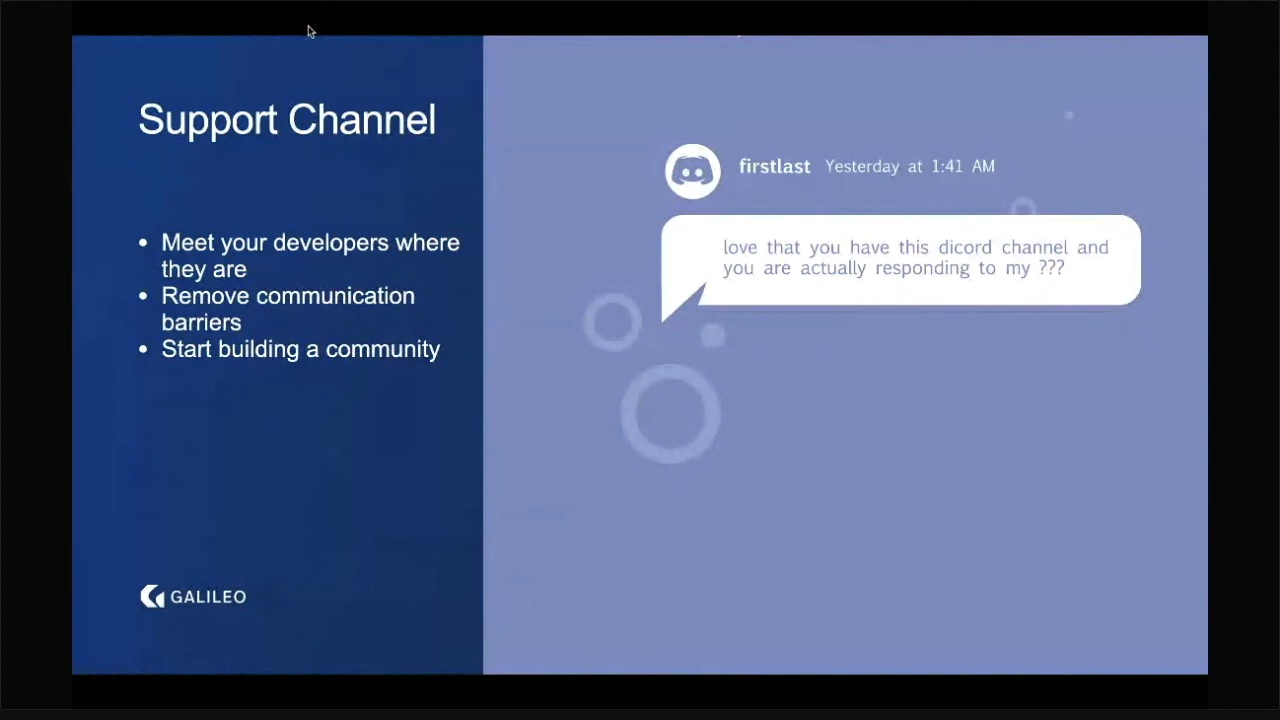 Support Channel
• Meet your developers where
they are
• Remove communication
barriers
• Start building a community
GALILEO
firstlast Yesterday at 1:41 AM
love that you have this dicord channel and
you are actually responding to my ???